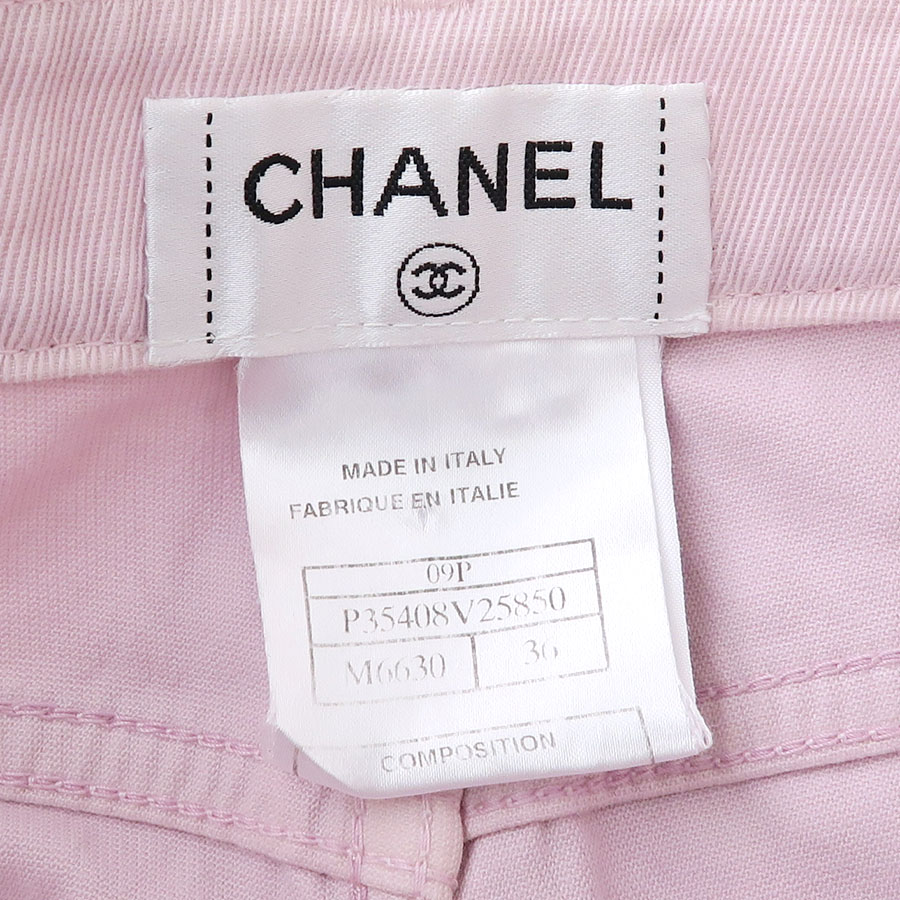 CHANEL
MADE IN ITALY
FABRIQUE EN ITALIE
09P
P35408V25850
M6630 36
COMPOSITION